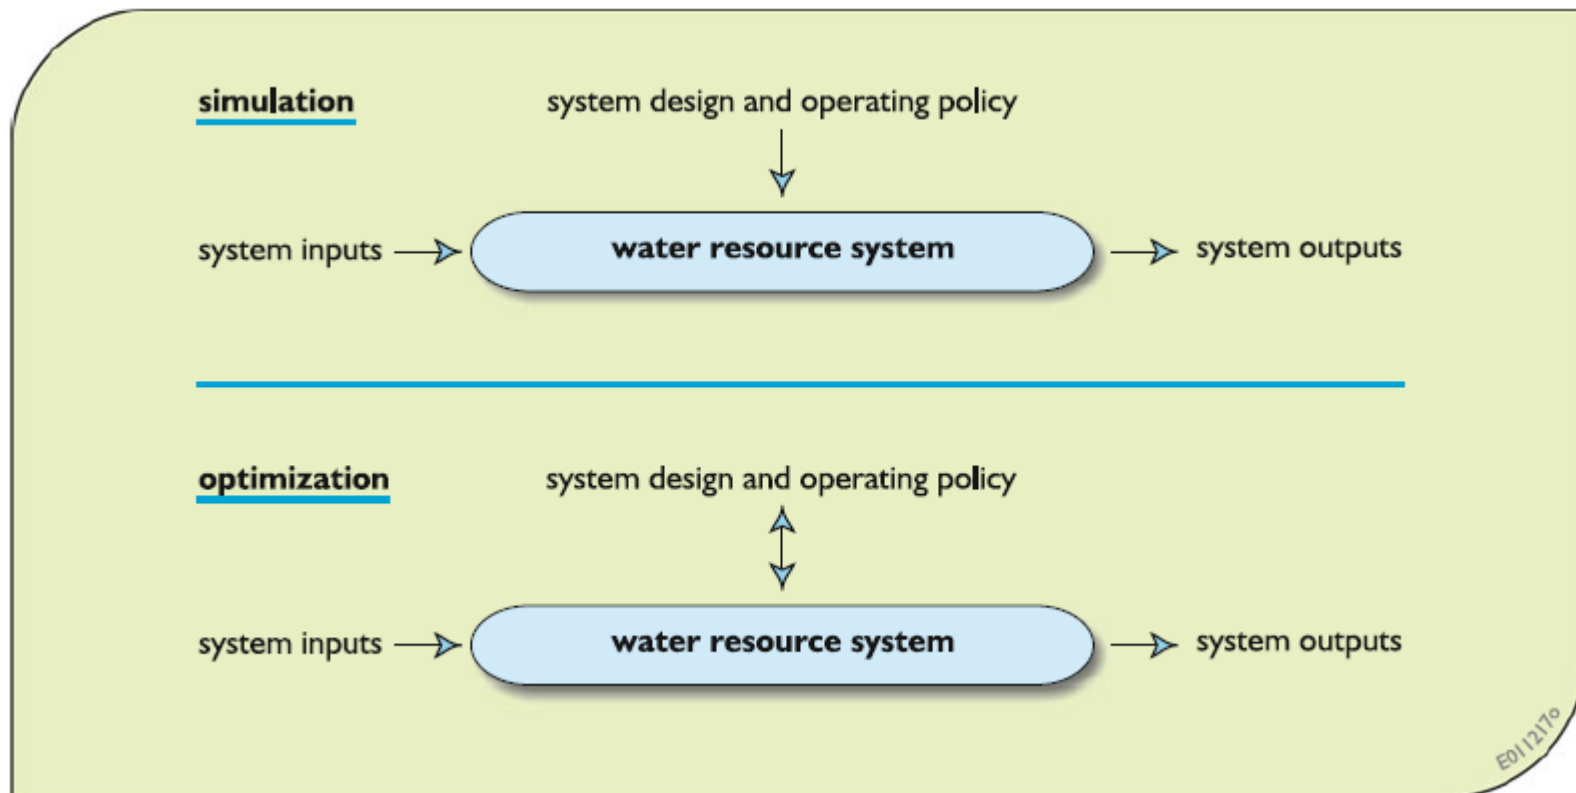 simulation
system design and operating policy
system inputs
water resource system
system outputs
optimization
system design and operating policy
system inputs
water resource system
system outputs
E011217o